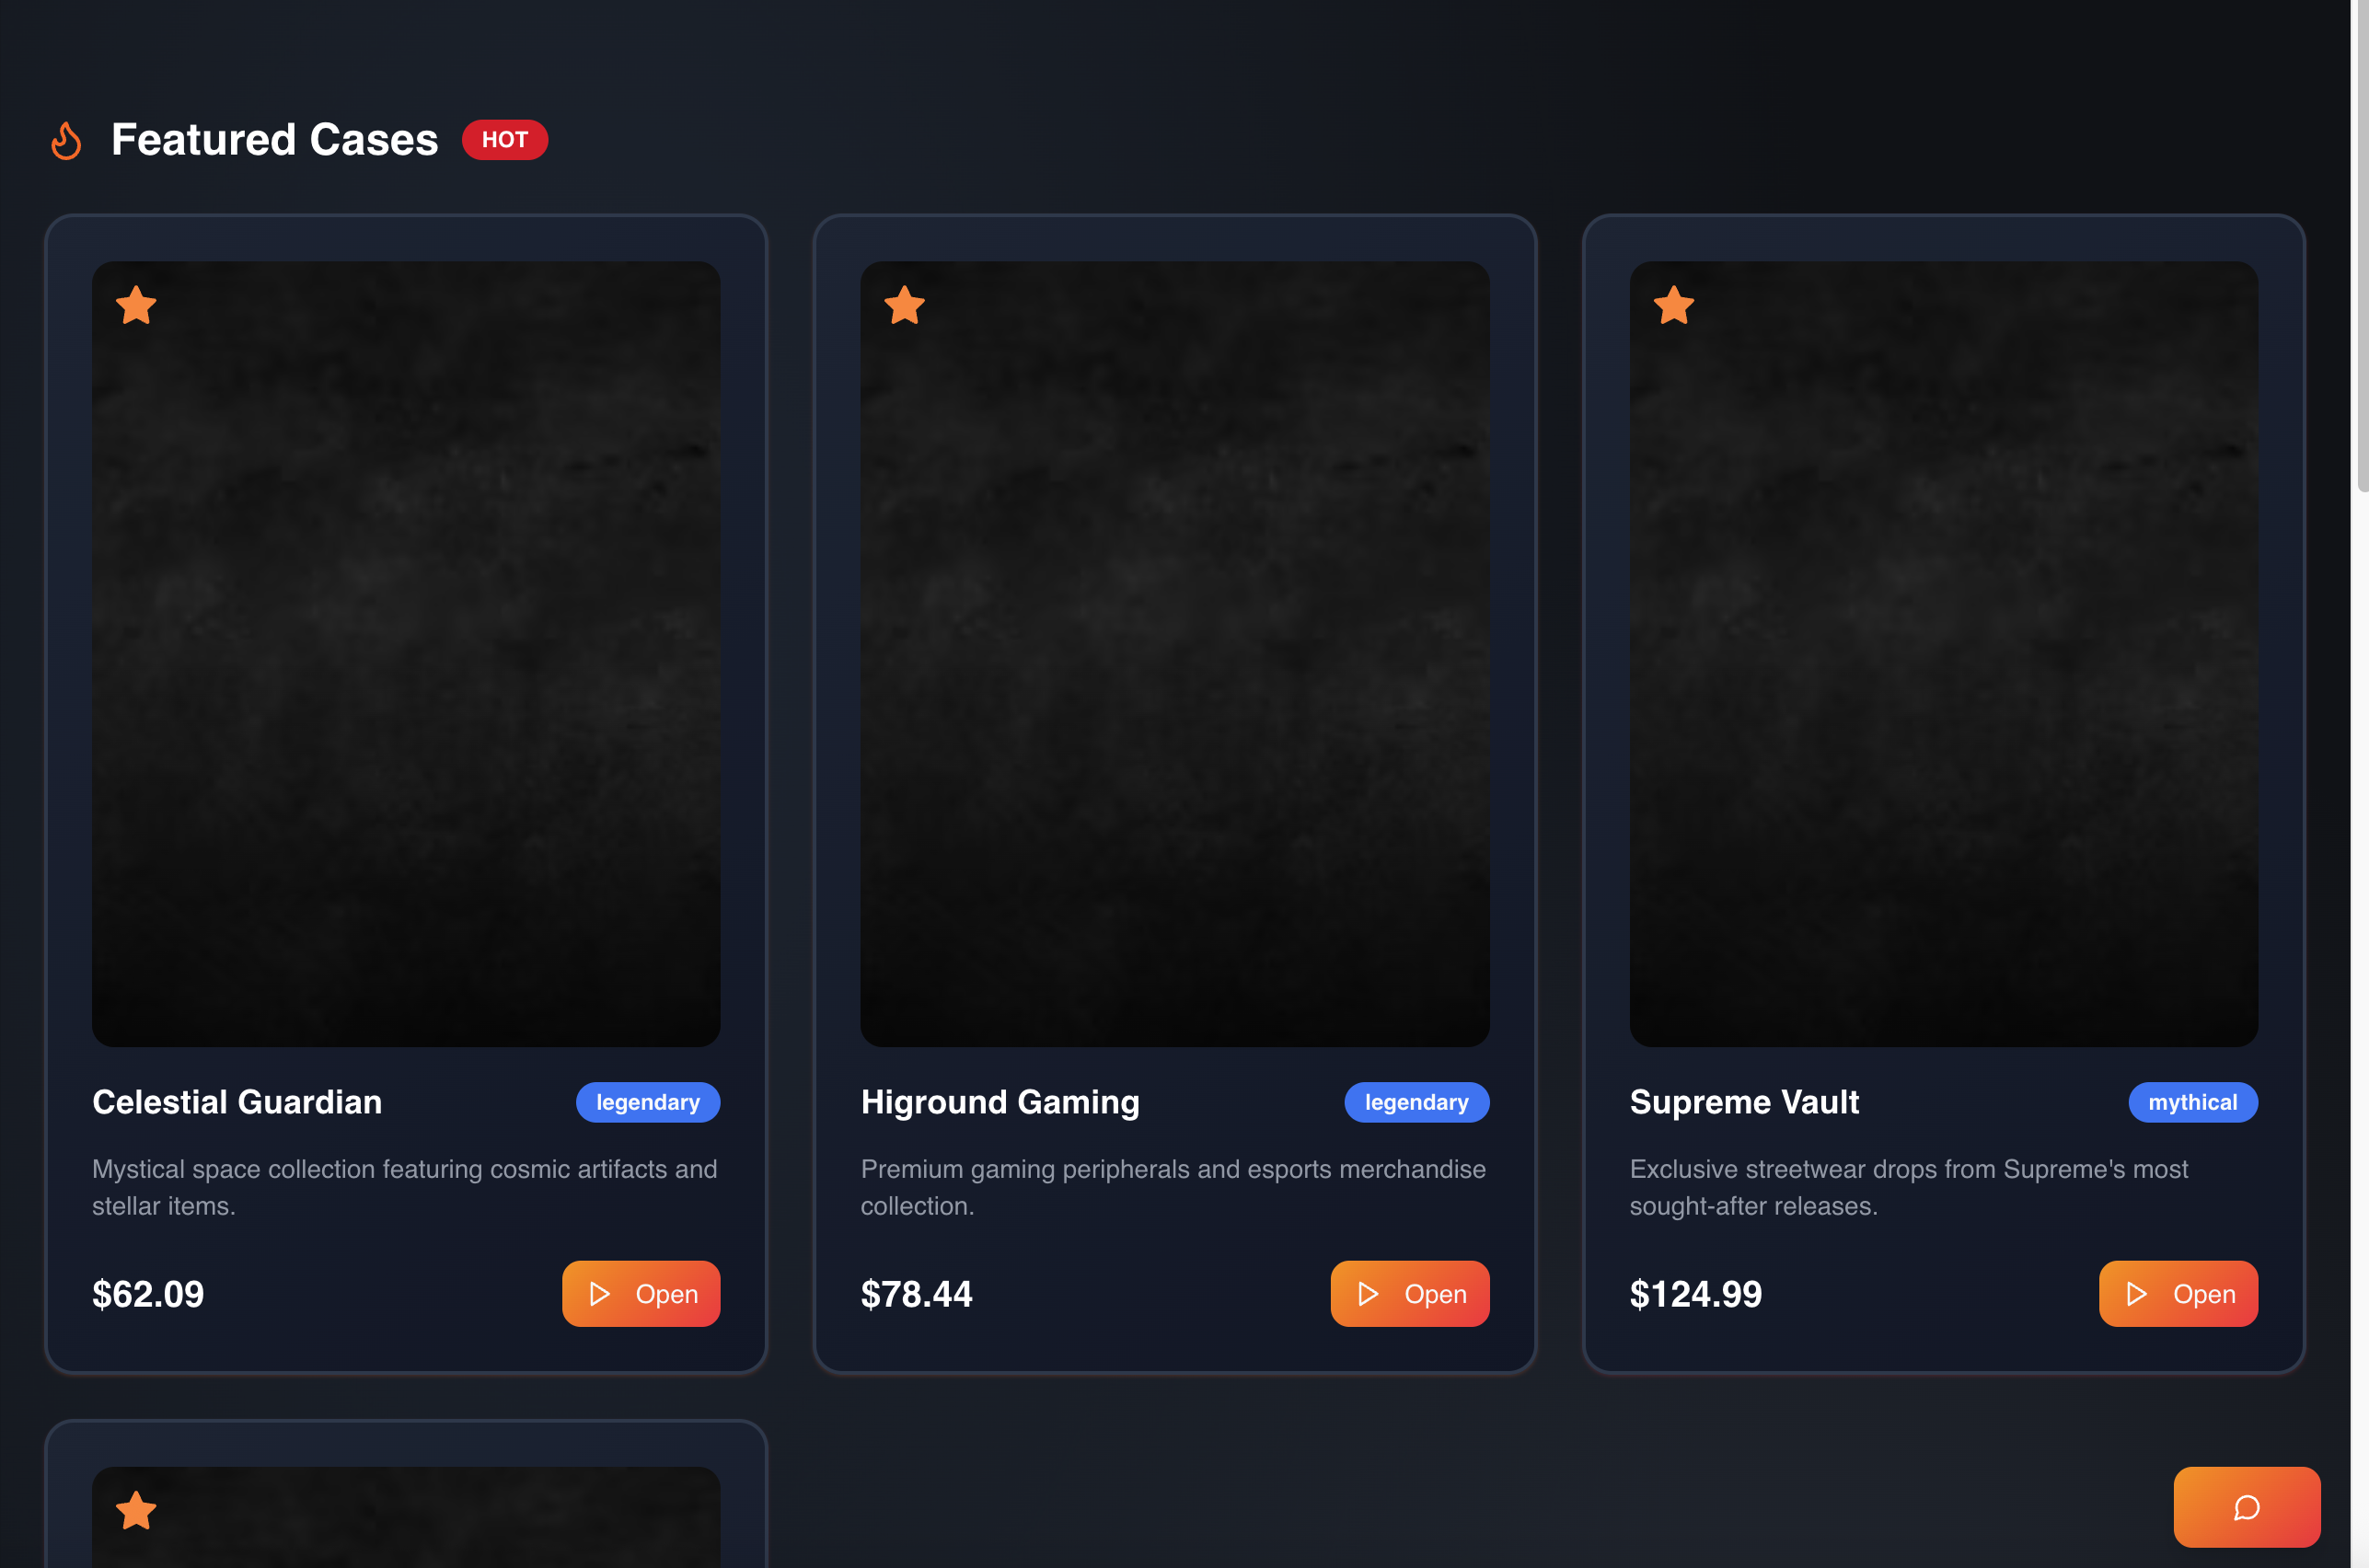 Featured Cases HOT
Celestial Guardian legendary
Mystical space collection featuring cosmic artifacts and
stellar items.
$62.09 Open
Higround Gaming legendary
Premium gaming peripherals and esports merchandise
collection.
$78.44 Open
Supreme Vault mythical
Exclusive streetwear drops from Supreme's most
sought-after releases.
$124.99 Open